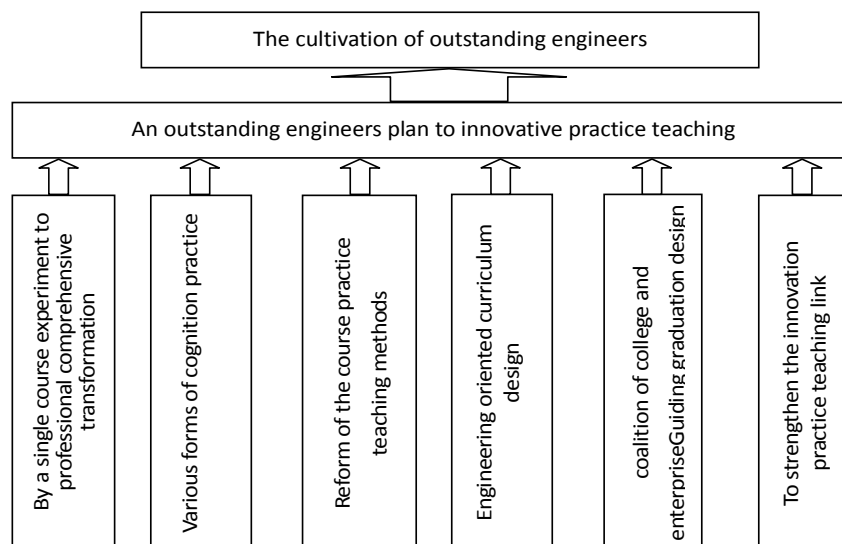 The cultivation of outstanding engineers
An outstanding engineers plan to innovative practice teaching
By a single course experiment to
professional comprehensive
transformation
Various forms of cognition practice
Reform of the course practice
teaching methods
Engineering oriented curriculum
design
coalition of college and
enterpriseGuiding graduation design
To strengthen the innovation
practice teaching link